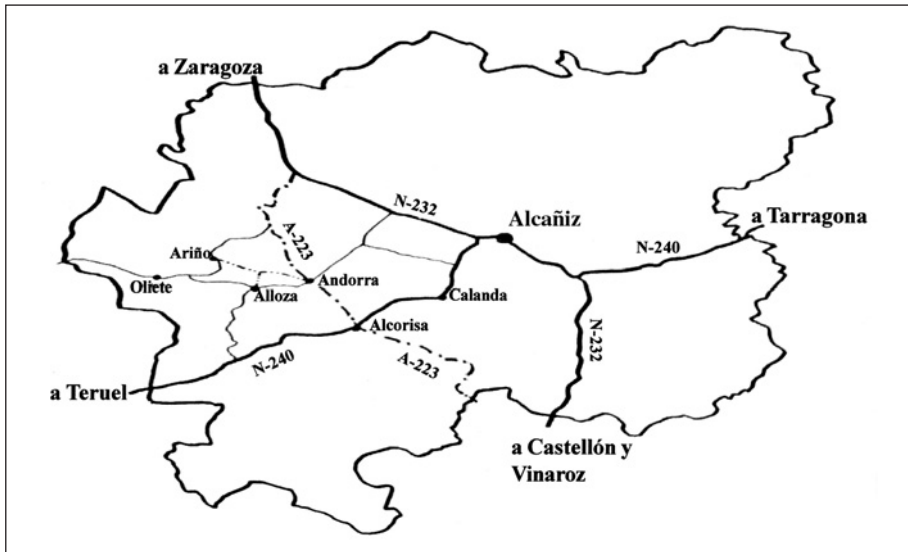 a Zaragoza
N-232
Alcañiz
a Tarragona
N-240
A-223
Ariño
Oliete
Alloza
Andorra
Calanda
Alcorisa
N-232
N-240
A-223
a Teruel
a Castellón y
Vinaroz